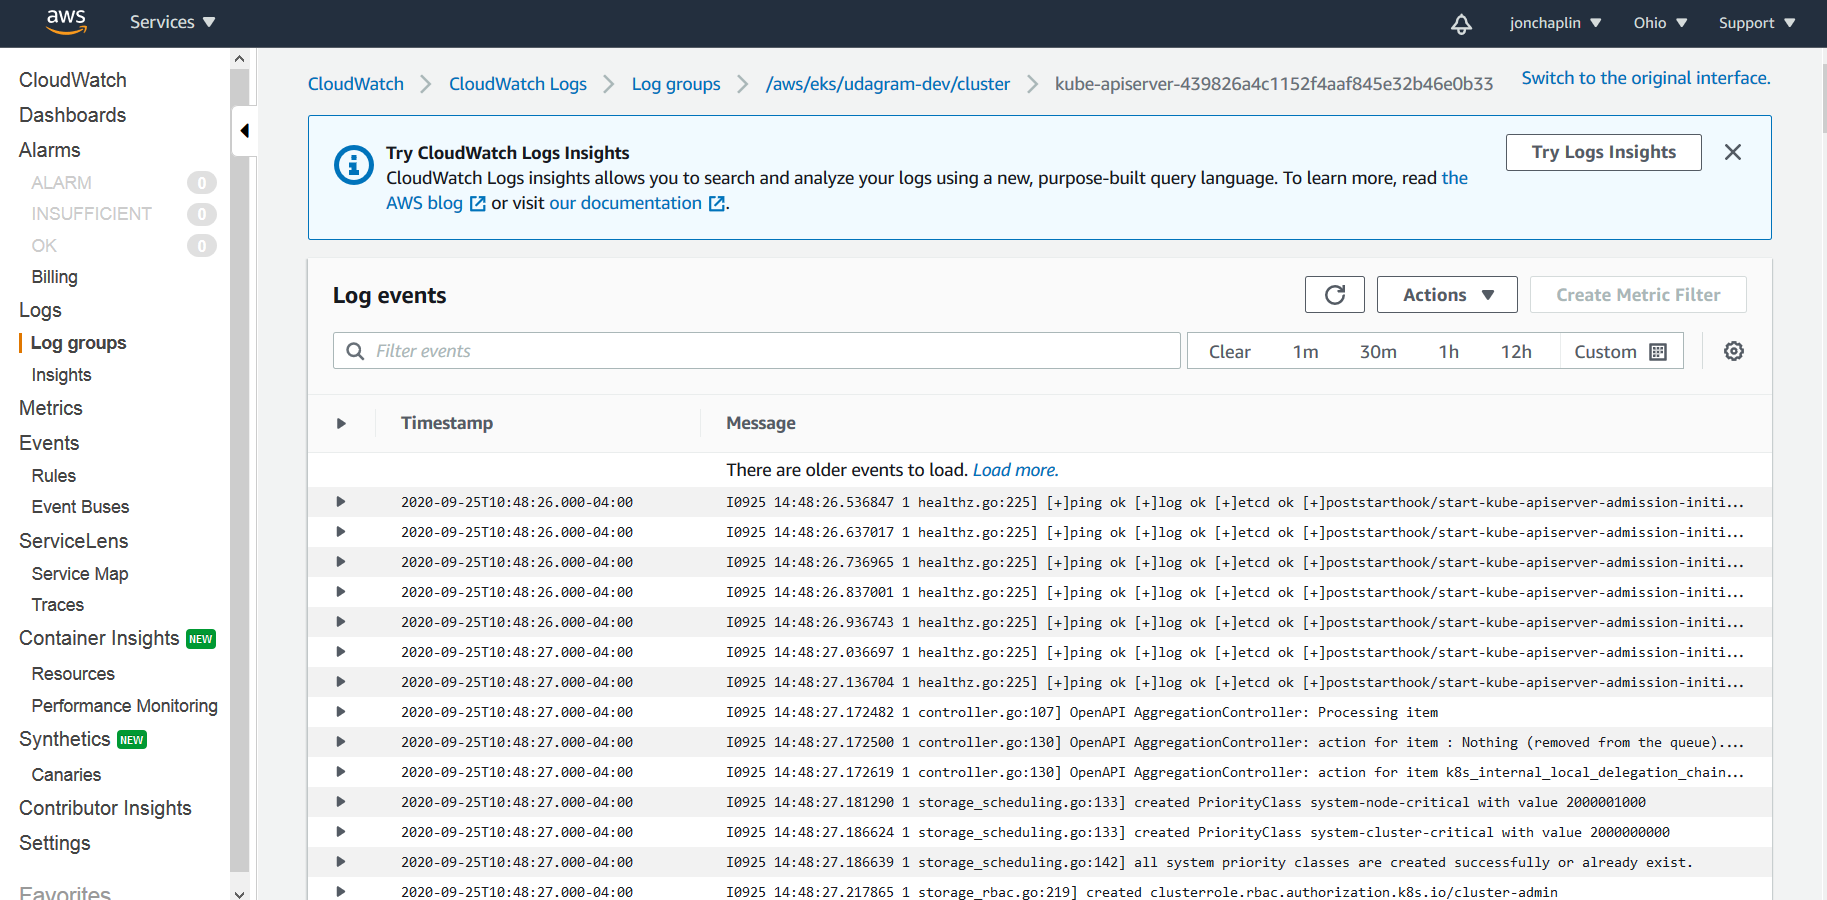 aws
Services
jonchaplin
Ohio
Support
CloudWatch
Dashboards
Alarms
ALARM 0
INSUFFICIENT 0
OK 0
Billing
Logs
Log groups
Insights
Metrics
Events
Rules
Event Buses
ServiceLens
Service Map
Traces
Container Insights NEW
Resources
Performance Monitoring
Synthetics NEW
Canaries
Contributor Insights
Settings
Favorites
CloudWatch
CloudWatch Logs
Log groups
/aws/eks/udagram-dev/cluster
kube-apiserver-439826a4c1152f4aaf845e32b46e0b33
Switch to the original interface.
Try CloudWatch Logs Insights
CloudWatch Logs insights allows you to search and analyze your logs using a new, purpose-built query language. To learn more, read the
AWS blog or visit our documentation .
Try Logs Insights
Log events
Actions
Create Metric Filter
Filter events
Clear 1m 30m 1h 12h Custom
Timestamp Message
There are older events to load. Load more.
2020-09-25T10:48:26.000-04:00 I0925 14:48:26.536847 1 healthz.go:225] [+]ping ok [+]log ok [+]etcd ok [+]poststarthook/start-kube-apiserver-admission-initi...
2020-09-25T10:48:26.000-04:00 I0925 14:48:26.637017 1 healthz.go:225] [+]ping ok [+]log ok [+]etcd ok [+]poststarthook/start-kube-apiserver-admission-initi...
2020-09-25T10:48:26.000-04:00 I0925 14:48:26.736965 1 healthz.go:225] [+]ping ok [+]log ok [+]etcd ok [+]poststarthook/start-kube-apiserver-admission-initi...
2020-09-25T10:48:26.000-04:00 I0925 14:48:26.837001 1 healthz.go:225] [+]ping ok [+]log ok [+]etcd ok [+]poststarthook/start-kube-apiserver-admission-initi...
2020-09-25T10:48:26.000-04:00 I0925 14:48:26.936743 1 healthz.go:225] [+]ping ok [+]log ok [+]etcd ok [+]poststarthook/start-kube-apiserver-admission-initi...
2020-09-25T10:48:27.000-04:00 I0925 14:48:27.036697 1 healthz.go:225] [+]ping ok [+]log ok [+]etcd ok [+]poststarthook/start-kube-apiserver-admission-initi...
2020-09-25T10:48:27.000-04:00 I0925 14:48:27.136704 1 healthz.go:225] [+]ping ok [+]log ok [+]etcd ok [+]poststarthook/start-kube-apiserver-admission-initi...
2020-09-25T10:48:27.000-04:00 I0925 14:48:27.172482 1 controller.go:107] OpenAPI AggregationController: Processing item
2020-09-25T10:48:27.000-04:00 I0925 14:48:27.172500 1 controller.go:130] OpenAPI AggregationController: action for item : Nothing (removed from the queue)....
2020-09-25T10:48:27.000-04:00 I0925 14:48:27.172619 1 controller.go:130] OpenAPI AggregationController: action for item k8s_internal_local_delegation_chain...
2020-09-25T10:48:27.000-04:00 I0925 14:48:27.181290 1 storage_scheduling.go:133] created PriorityClass system-node-critical with value 2000001000
2020-09-25T10:48:27.000-04:00 I0925 14:48:27.186624 1 storage_scheduling.go:133] created PriorityClass system-cluster-critical with value 2000000000
2020-09-25T10:48:27.000-04:00 I0925 14:48:27.186639 1 storage_scheduling.go:142] all system priority classes are created successfully or already exist.
2020-09-25T10:48:27.000-04:00 I0925 14:48:27.217865 1 storage_rbac.go:219] created clusterrole.rbac.authorization.k8s.io/cluster-admin